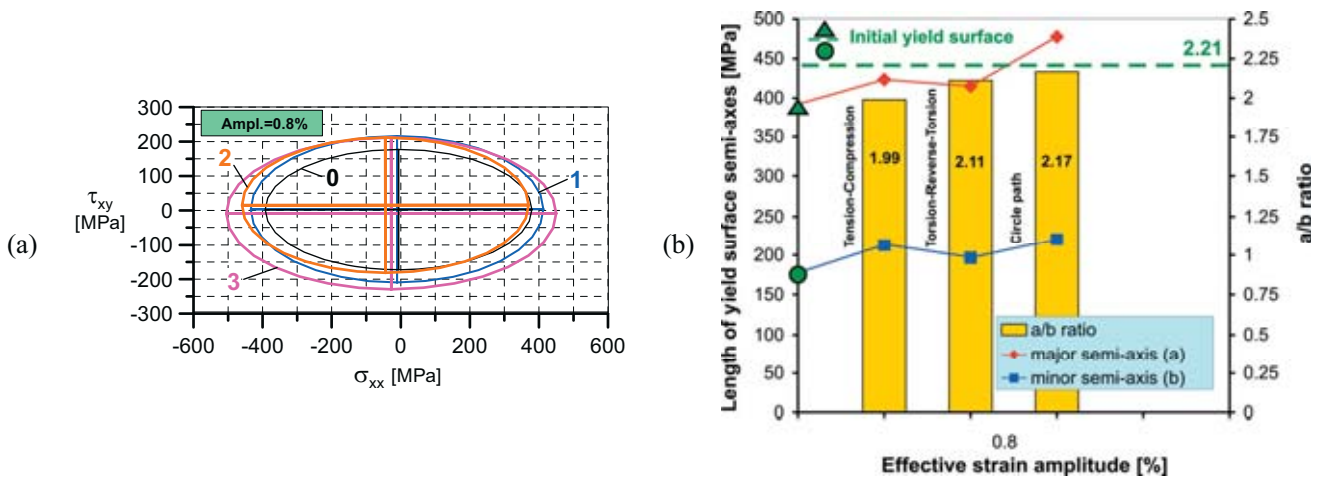 (a)
300
200
100
0
-100
-200
-300
τxy
[MPa]
Ampl.=0.8%
0
1
2
3
-600 -400 -200 0 200 400 600
σxx [MPa]
(b)
Length of yield surface semi-axes [MPa]
500
450
400
350
300
250
200
150
100
50
0
Initial yield surface
2.21
Tension-Compression
1.99
Torsion-Reverse-Torsion
2.11
Circle path
2.17
a/b ratio
major semi-axis (a)
minor semi-axis (b)
2.5
2.25
2
1.75
1.5
1.25
1
0.75
0.5
0.25
0
a/b ratio
0.8
Effective strain amplitude [%]